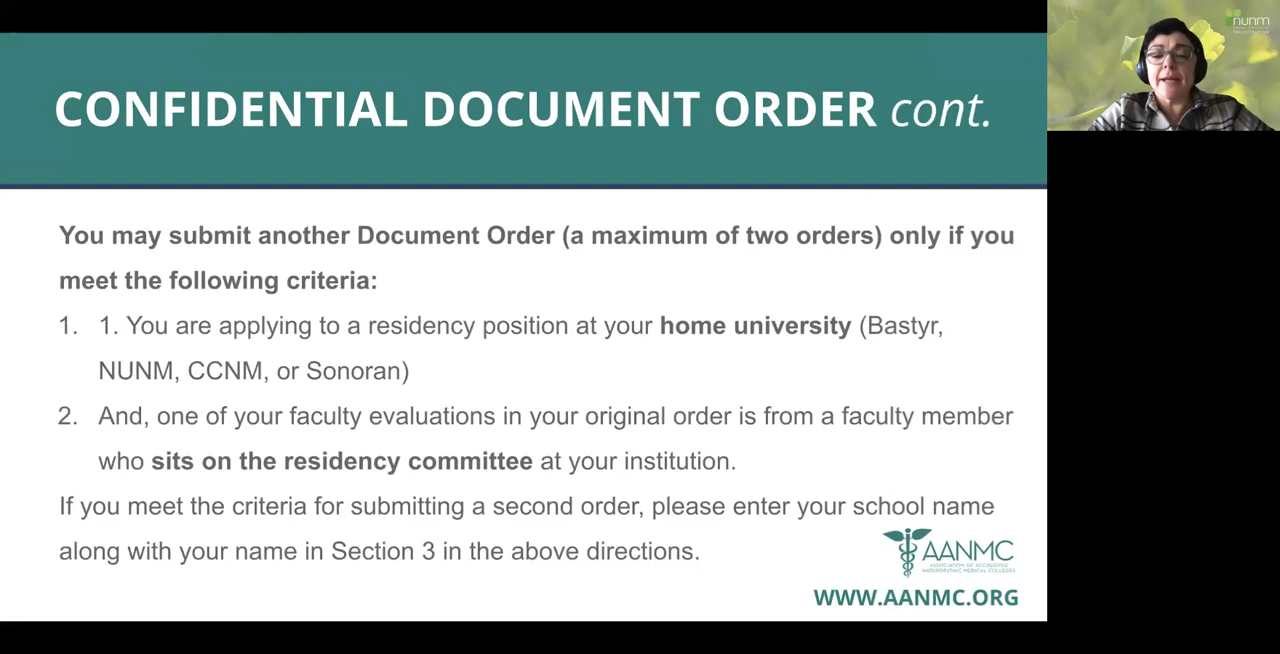 CONFIDENTIAL DOCUMENT ORDER cont.
nunm
You may submit another Document Order (a maximum of two orders) only if you
meet the following criteria:
1. 1. You are applying to a residency position at your home university (Bastyr,
NUNM, CCNM, or Sonoran)
2. And, one of your faculty evaluations in your original order is from a faculty member
who sits on the residency committee at your institution.
If you meet the criteria for submitting a second order, please enter your school name
along with your name in Section 3 in the above directions.
AANMC
ASSOCIATION OF ACCREDITED
NATUROPATHIC MEDICAL COLLEGES
WWW.AANMC.ORG